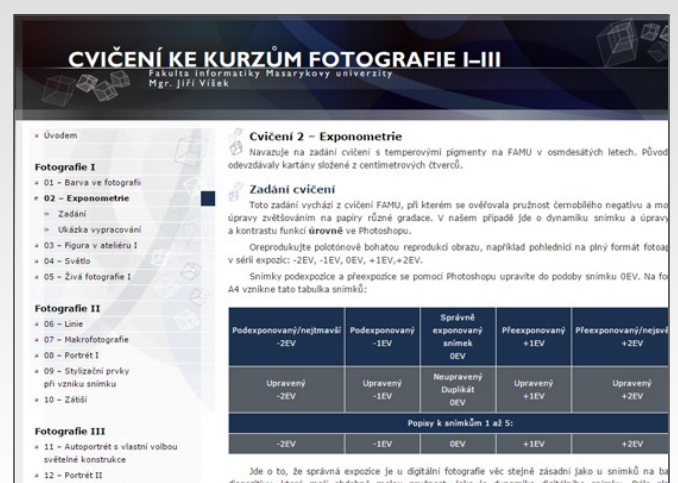 CVIČENÍ KE KURZŮM FOTOGRAFIE I–III
Fakulta informatiky Masarykovy univerzity
Mgr. Jiří Víšek
Úvodem
Fotografie I
01 – Barva ve fotografii
02 – Exponometrie
» Zadání
» Ukázka vypracování
03 – Figura v ateliéru I
04 – Světlo
05 – Živá fotografie I
Fotografie II
06 – Linie
07 – Makrofotografie
08 – Portrét I
09 – Stylizační prvky
při vzniku snímku
10 – Zátiší
Fotografie III
11 – Autoportrét s vlastní volbou
světelné konstrukce
12 – Portrét II
Cvičení 2 – Exponometrie
Navazuje na zadání cvičení s temperovými pigmenty na FAMU v osmdesátých letech. Původ
odevzdávaly kartány složené z centimetrových čtverců.
Zadání cvičení
Toto zadání vychází z cvičení FAMU, při kterém se ověřovala pružnost černobílého negativu a mo
úpravy zvětšováním na papíry různé gradace. V našem případě jde o dynamiku snímku a úpravy
a kontrastu funkcí úrovně ve Photoshopu.
Oreprodukujte polotónově bohatou reprodukci obrazu, například pohlednici na plný formát fotoap
v sérii expozic: -2EV, -1EV, 0EV, +1EV,+2EV.
Snímky podexpozice a přeexpozice se pomocí Photoshopu upravíte do podoby snímku 0EV. Na for
A4 vznikne tato tabulka snímků:
Podexponovaný/nejtmavší -2EV
Podexponovaný -1EV
Správně exponovaný snímek 0EV
Přeexponovaný +1EV
Přeexponovaný/nejsvě +2EV
Upravený -2EV
Upravený -1EV
Neupravený Duplikát 0EV
Upravený +1EV
Upravený +2EV
Popisy k snímkům 1 až 5:
-2EV -1EV 0EV +1EV +2EV
Jde o to, že správná expozice je u digitální fotografie věc stejně zásadní jako u snímků na ba